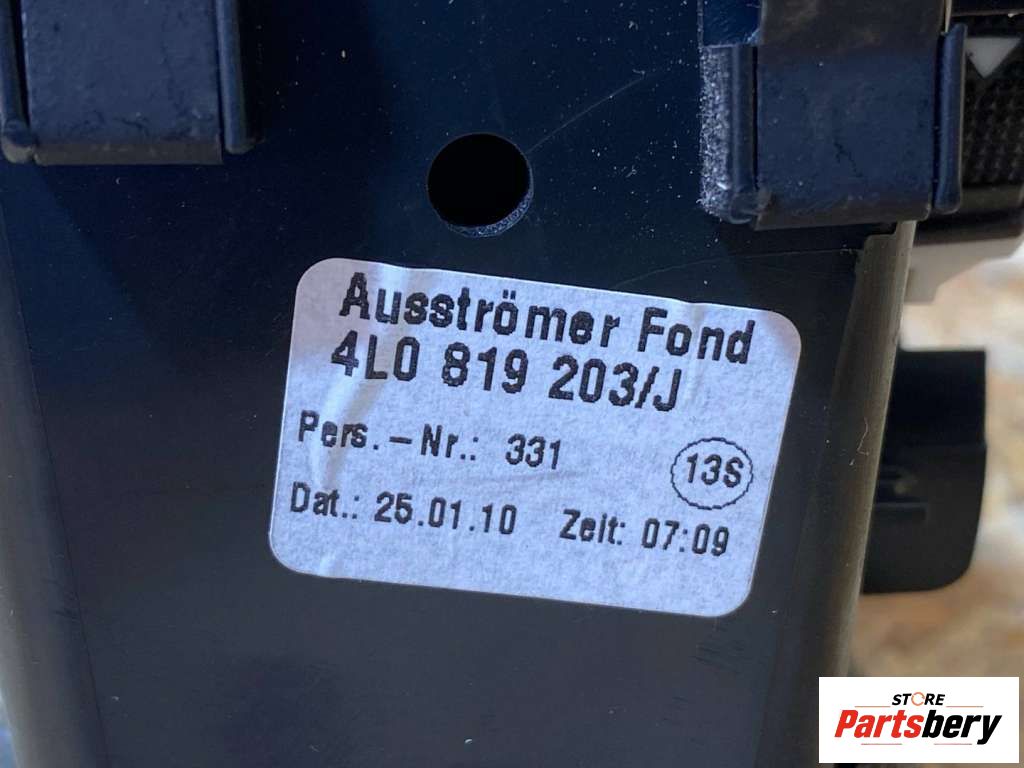 Ausströmer Fond
4L0 819 203/J
Pers.-Nr.: 331
13S
Dat.: 25.01.10 Zeit: 07:09
STORE
Partsbery